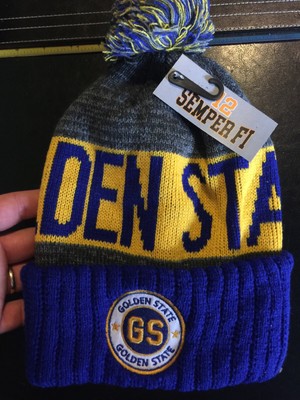 12
SEMPER FI
DEN STA
GOLDEN STATE
GS
GOLDEN STATE